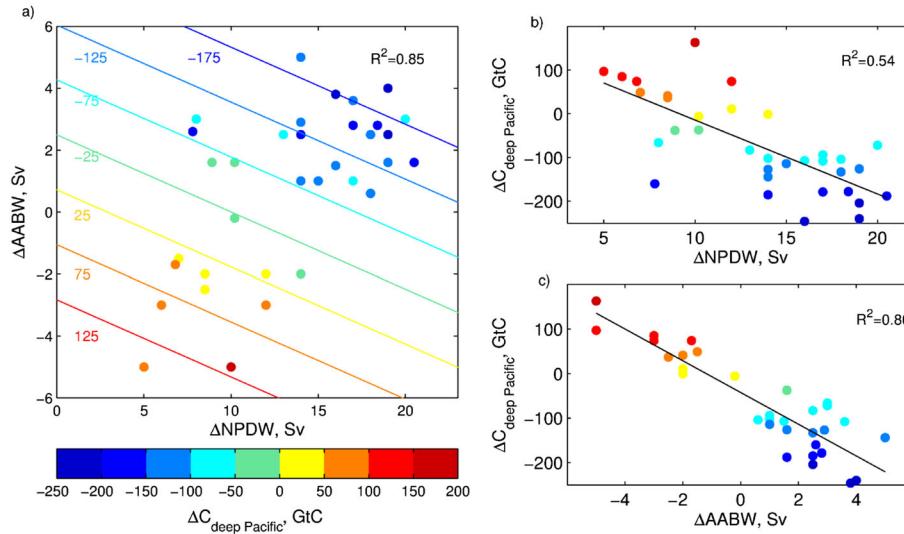 a)
6
4
2
0
−2
−4
−6
ΔAABW, Sv
−125
−175
−75
−25
25
75
125
R²=0.85
0
5
10
15
20
ΔNPDW, Sv
−250 −200 −150 −100 −50 0 50 100 150 200
ΔC deep Pacific, GtC
b)
100
0
−100
−200
ΔC deep Pacific, GtC
R²=0.54
5
10
15
20
ΔNPDW, Sv
c)
100
0
−100
−200
ΔC deep Pacific, GtC
−4
−2
0
2
4
ΔAABW, Sv